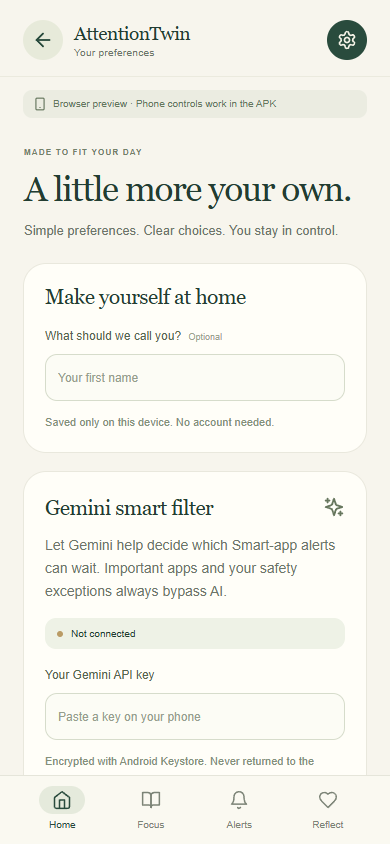 AttentionTwin
Your preferences
Browser preview · Phone controls work in the APK
MADE TO FIT YOUR DAY
A little more your own.
Simple preferences. Clear choices. You stay in control.
Make yourself at home
What should we call you? Optional
Your first name
Saved only on this device. No account needed.
Gemini smart filter
Let Gemini help decide which Smart-app alerts
can wait. Important apps and your safety
exceptions always bypass AI.
Not connected
Your Gemini API key
Paste a key on your phone
Encrypted with Android Keystore. Never returned to the
Home
Focus
Alerts
Reflect